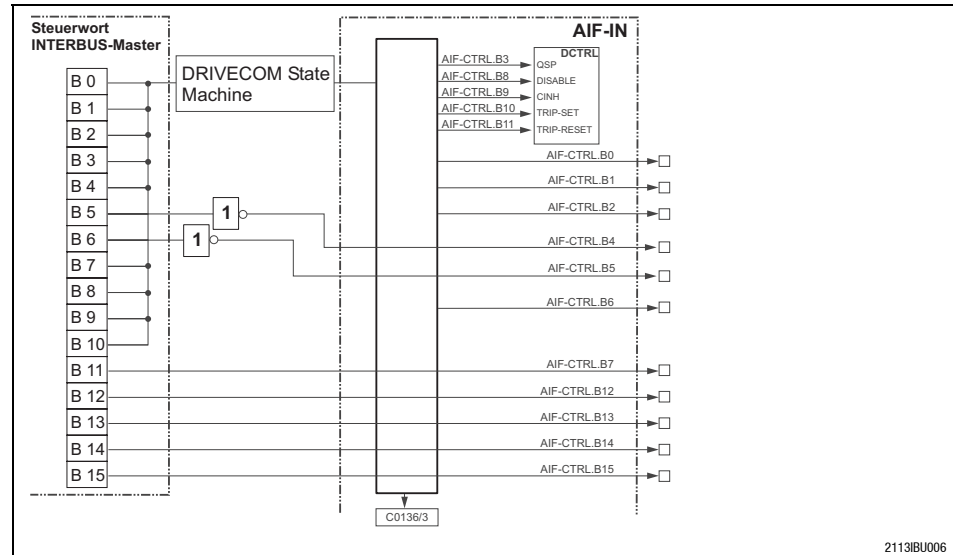 Steuerwort
INTERBUS-Master
AIF-IN
DRIVECOM State
Machine
DCTRL
AIF-CTRL.B3
QSP
AIF-CTRL.B8
DISABLE
AIF-CTRL.B9
CINH
AIF-CTRL.B10
TRIP-SET
AIF-CTRL.B11
TRIP-RESET
B 0
B 1
B 2
B 3
B 4
B 5
B 6
B 7
B 8
B 9
B 10
B 11
B 12
B 13
B 14
B 15
1
1
AIF-CTRL.B0
AIF-CTRL.B1
AIF-CTRL.B2
AIF-CTRL.B4
AIF-CTRL.B5
AIF-CTRL.B6
AIF-CTRL.B7
AIF-CTRL.B12
AIF-CTRL.B13
AIF-CTRL.B14
AIF-CTRL.B15
C0136/3
2113IBU006